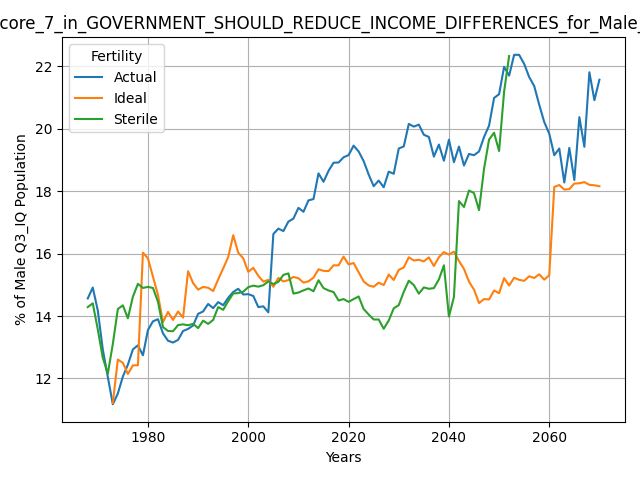 core_7_in_GOVERNMENT_SHOULD_REDUCE_INCOME_DIFFERENCES_for_Male_
Fertility
Actual
Ideal
Sterile
% of Male Q3_IQ Population
22
20
18
16
14
12
1980
2000
2020
2040
2060
Years